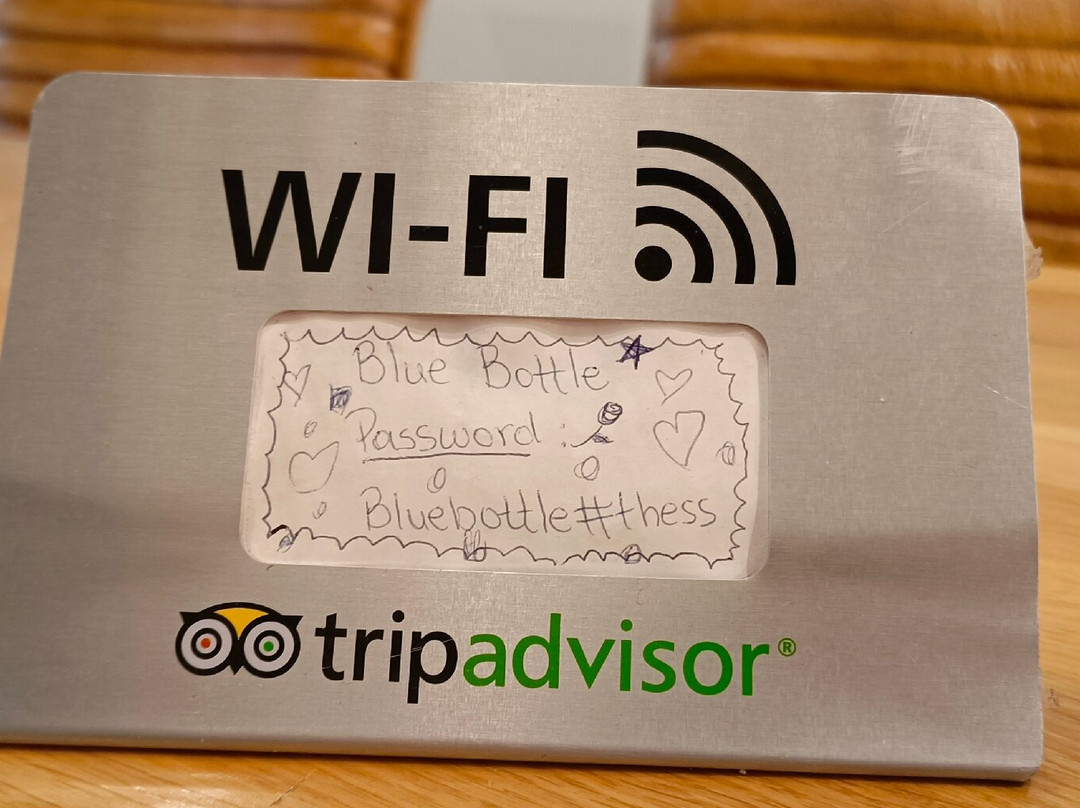 WI-FI
Blue Bottle
Password :
Bluebottle#thess
tripadvisor®